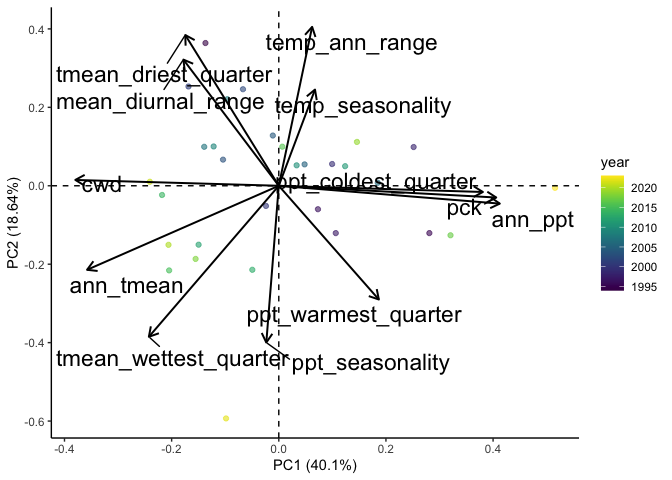 0.4
0.2
0.0
-0.2
-0.4
-0.6
PC2 (18.64%)
temp_ann_range
tmean_driest_quarter
mean_diurnal_range
temp_seasonality
cwd
ppt_coldest_quarter
pck
ann_ppt
ann_tmean
ppt_warmest_quarter
tmean_wettest_quarter
ppt_seasonality
-0.4
-0.2
0.0
0.2
0.4
PC1 (40.1%)
year
2020
2015
2010
2005
2000
1995